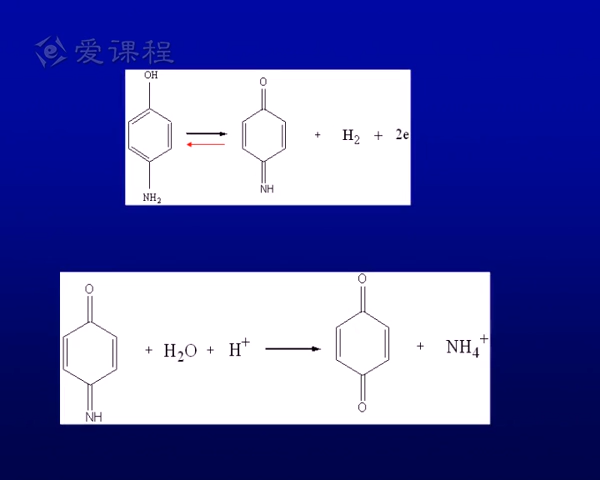 爱课程
OH
NH₂
O
NH
+ H₂ + 2e
O
NH
+ H₂O + H⁺
O
O
+ NH₄⁺